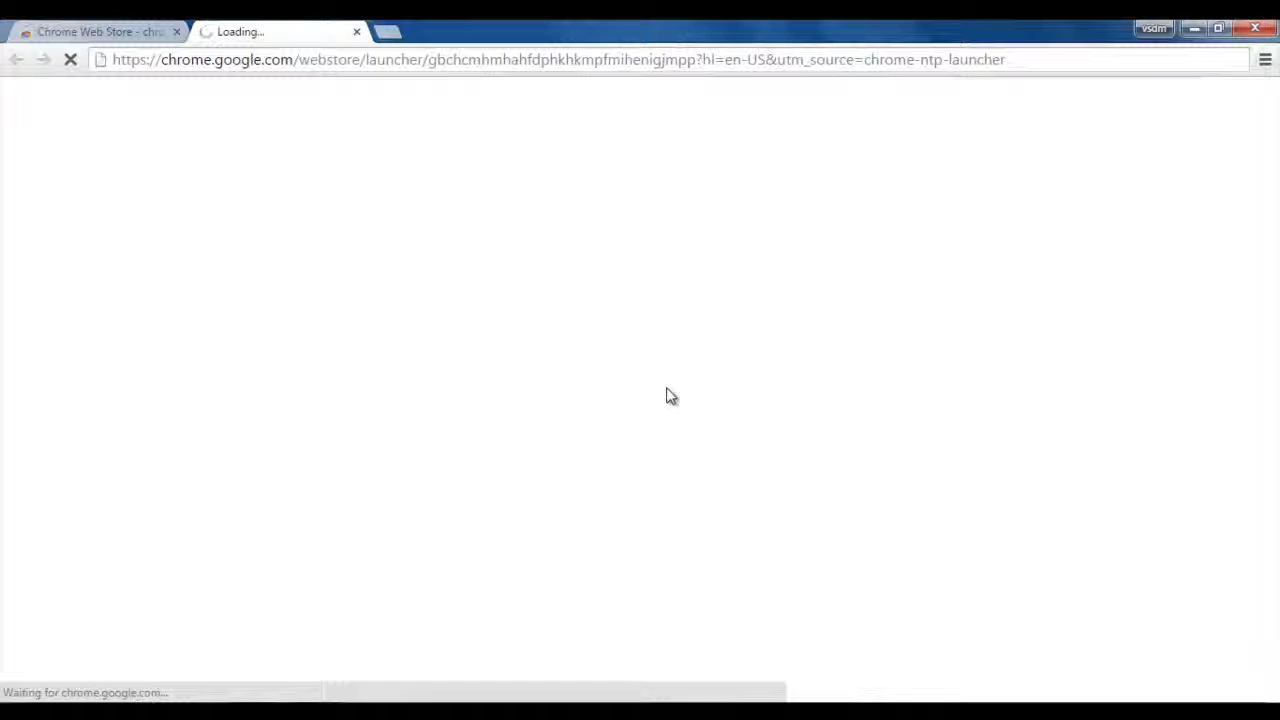 Chrome Web Store - chro
Loading...
vsdm
https://chrome.google.com/webstore/launcher/gbchcmhmhahfdphkhkmpfmihenigjmpp?hl=en-US&utm_source=chrome-ntp-launcher
Waiting for chrome.google.com...